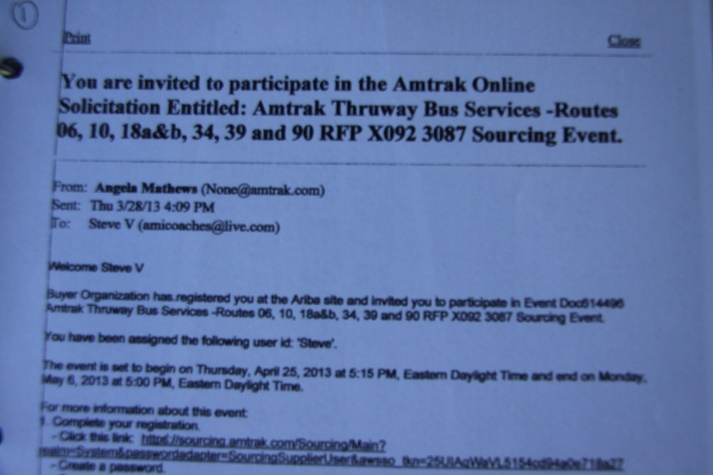 1
Print
Close
You are invited to participate in the Amtrak Online
Solicitation Entitled: Amtrak Thruway Bus Services -Routes
06, 10, 18a&b, 34, 39 and 90 RFP X092 3087 Sourcing Event.
From: Angela Mathews (None@amtrak.com)
Sent: Thu 3/28/13 4:09 PM
To: Steve V (amicoaches@live.com)
Welcome Steve V
Buyer Organization has registered you at the Ariba site and invited you to participate in Event Doc614496
Amtrak Thruway Bus Services -Routes 06, 10, 18a&b, 34, 39 and 90 RFP X092 3087 Sourcing Event.
You have been assigned the following user id: 'Steve'.
The event is set to begin on Thursday, April 25, 2013 at 5:15 PM, Eastern Daylight Time and end on Monday,
May 6, 2013 at 5:00 PM, Eastern Daylight Time.
For more information about this event:
1. Complete your registration.
- Click this link: https://sourcing.amtrak.com/Sourcing/Main?
- Create a password.